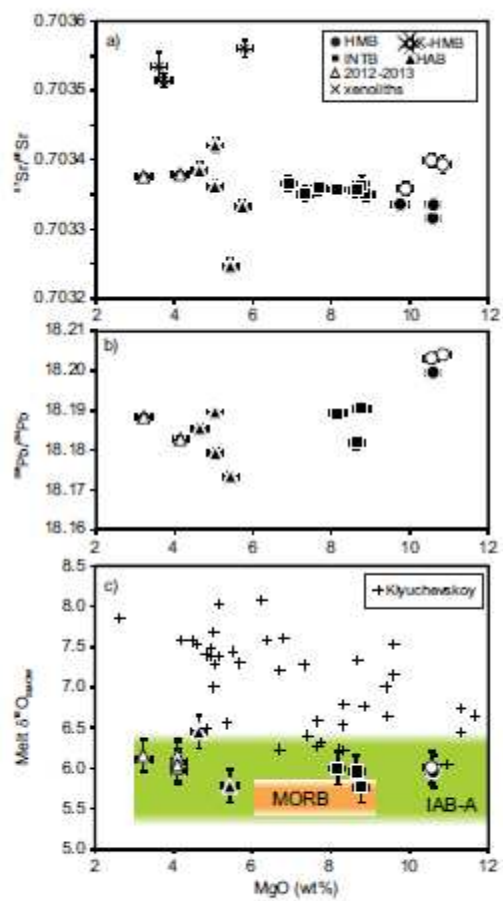 0.7036
a)
HMB
K-HMB
INTB
HAB
2012-2013
xenoliths
0.7035
0.7034
0.7033
0.7032
⁸⁷Sr/⁸⁶Sr
2 4 6 8 10 12
18.21
b)
18.20
18.19
18.18
18.17
18.16
2 4 6 8 10 12
8.5
c)
Klyuchevskoy
8.0
7.5
7.0
6.5
6.0
5.5
5.0
MORB
IAB-A
2 4 6 8 10 12
MgO (wt%)